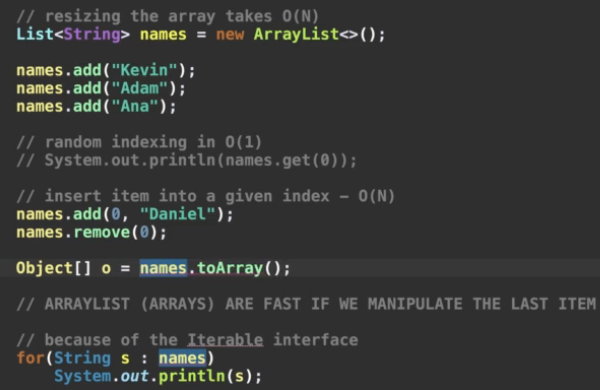 // resizing the array takes O(N)
List<String> names = new ArrayList<>();
names.add("Kevin");
names.add("Adam");
names.add("Ana");
// random indexing in O(1)
// System.out.println(names.get(0));
// insert item into a given index - O(N)
names.add(0, "Daniel");
names.remove(0);
Object[] o = names.toArray();
// ARRAYLIST (ARRAYS) ARE FAST IF WE MANIPULATE THE LAST ITEM
// because of the Iterable interface
for(String s : names)
System.out.println(s);